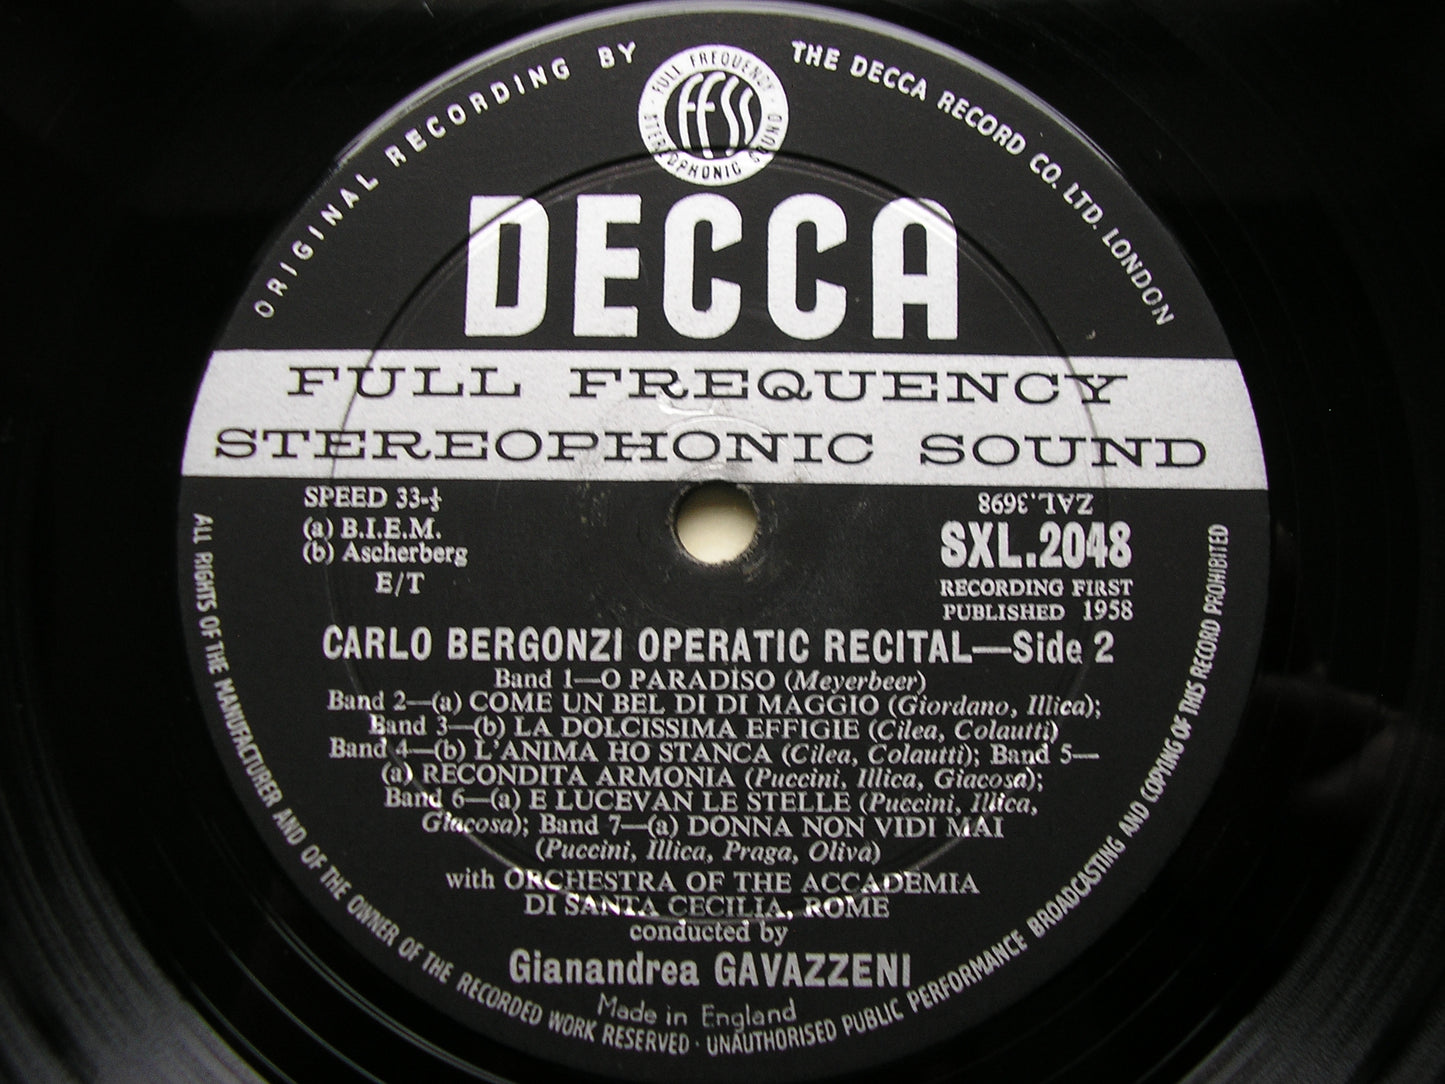 ORIGINAL RECORDING BY THE DECCA RECORD CO. LTD. LONDON
FULL FREQUENCY
FFSS
STEREOPHONIC SOUND
DECCA
FULL FREQUENCY
STEREOPHONIC SOUND
SPEED 33-⅓
(a) B.I.E.M.
(b) Ascherberg
E/T
ZAL.3698
SXL.2048
RECORDING FIRST
PUBLISHED 1958
CARLO BERGONZI OPERATIC RECITAL—Side 2
Band 1—O PARADISO (Meyerbeer)
Band 2—(a) COME UN BEL DI DI MAGGIO (Giordano, Illica);
Band 3—(b) LA DOLCISSIMA EFFIGIE (Cilea, Colautti)
Band 4—(b) L'ANIMA HO STANCA (Cilea, Colautti); Band 5—
(a) RECONDITA ARMONIA (Puccini, Illica, Giacosa);
Band 6—(a) E LUCEVAN LE STELLE (Puccini, Illica,
Giacosa); Band 7—(a) DONNA NON VIDI MAI
(Puccini, Illica, Praga, Oliva)
with ORCHESTRA OF THE ACCADEMIA
DI SANTA CECILIA, ROME
conducted by
Gianandrea GAVAZZENI
Made in England
ALL RIGHTS OF THE MANUFACTURER AND OF THE OWNER OF THE RECORDED WORK RESERVED · UNAUTHORISED PUBLIC PERFORMANCE BROADCASTING AND COPYING OF THIS RECORD PROHIBITED